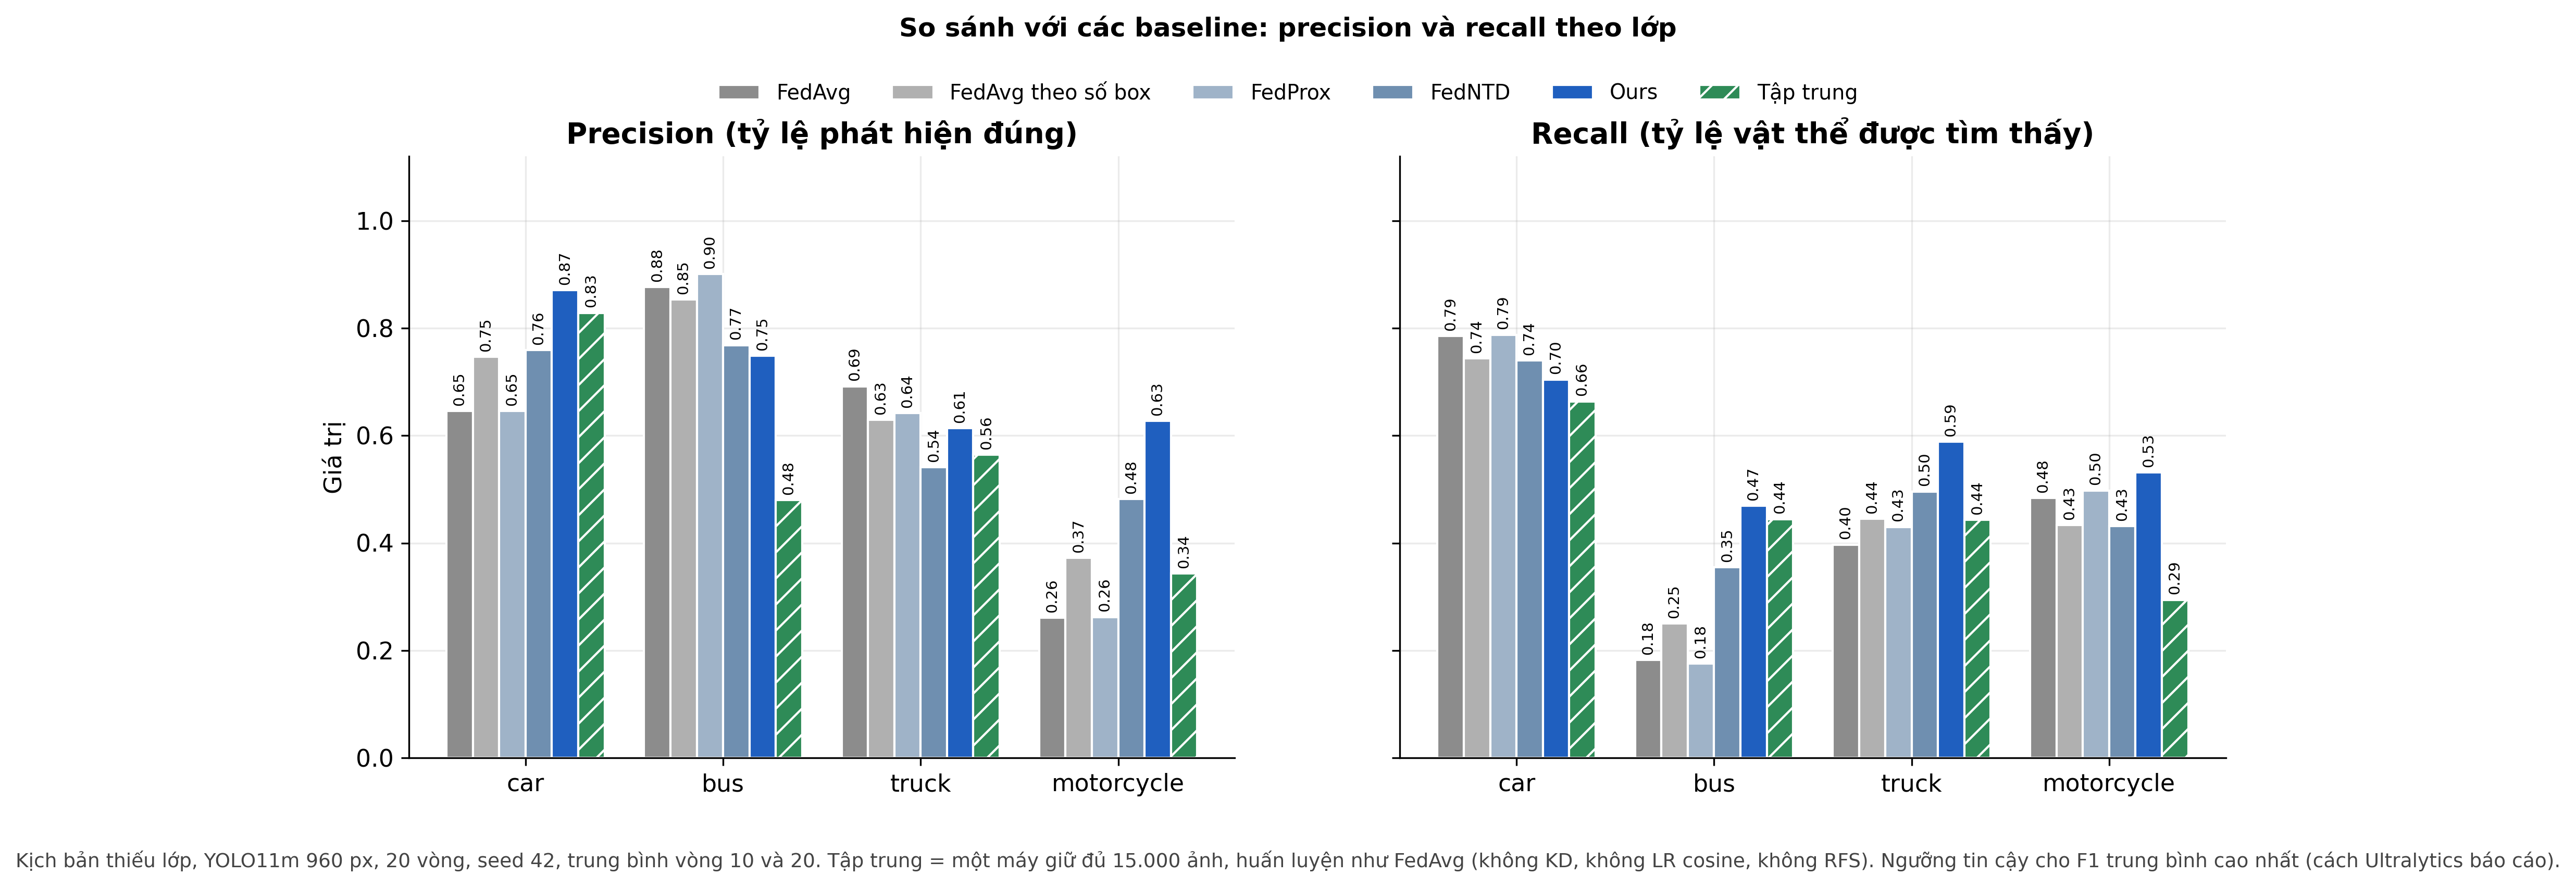 So sánh với các baseline: precision và recall theo lớp
FedAvg FedAvg theo số box FedProx FedNTD Ours Tập trung
Precision (tỷ lệ phát hiện đúng)
Giá trị
1.0
0.8
0.6
0.4
0.2
0.0
0.65 0.75 0.65 0.76 0.87 0.83
0.88 0.85 0.90 0.77 0.75 0.48
0.69 0.63 0.64 0.54 0.61 0.56
0.26 0.37 0.26 0.48 0.63 0.34
car bus truck motorcycle
Recall (tỷ lệ vật thể được tìm thấy)
0.79 0.74 0.79 0.74 0.70 0.66
0.18 0.25 0.18 0.35 0.47 0.44
0.40 0.44 0.43 0.50 0.59 0.44
0.48 0.43 0.50 0.43 0.53 0.29
car bus truck motorcycle
Kịch bản thiếu lớp, YOLO11m 960 px, 20 vòng, seed 42, trung bình vòng 10 và 20. Tập trung = một máy giữ đủ 15.000 ảnh, huấn luyện như FedAvg (không KD, không LR cosine, không RFS). Ngưỡng tin cậy cho F1 trung bình cao nhất (cách Ultralytics báo cáo).